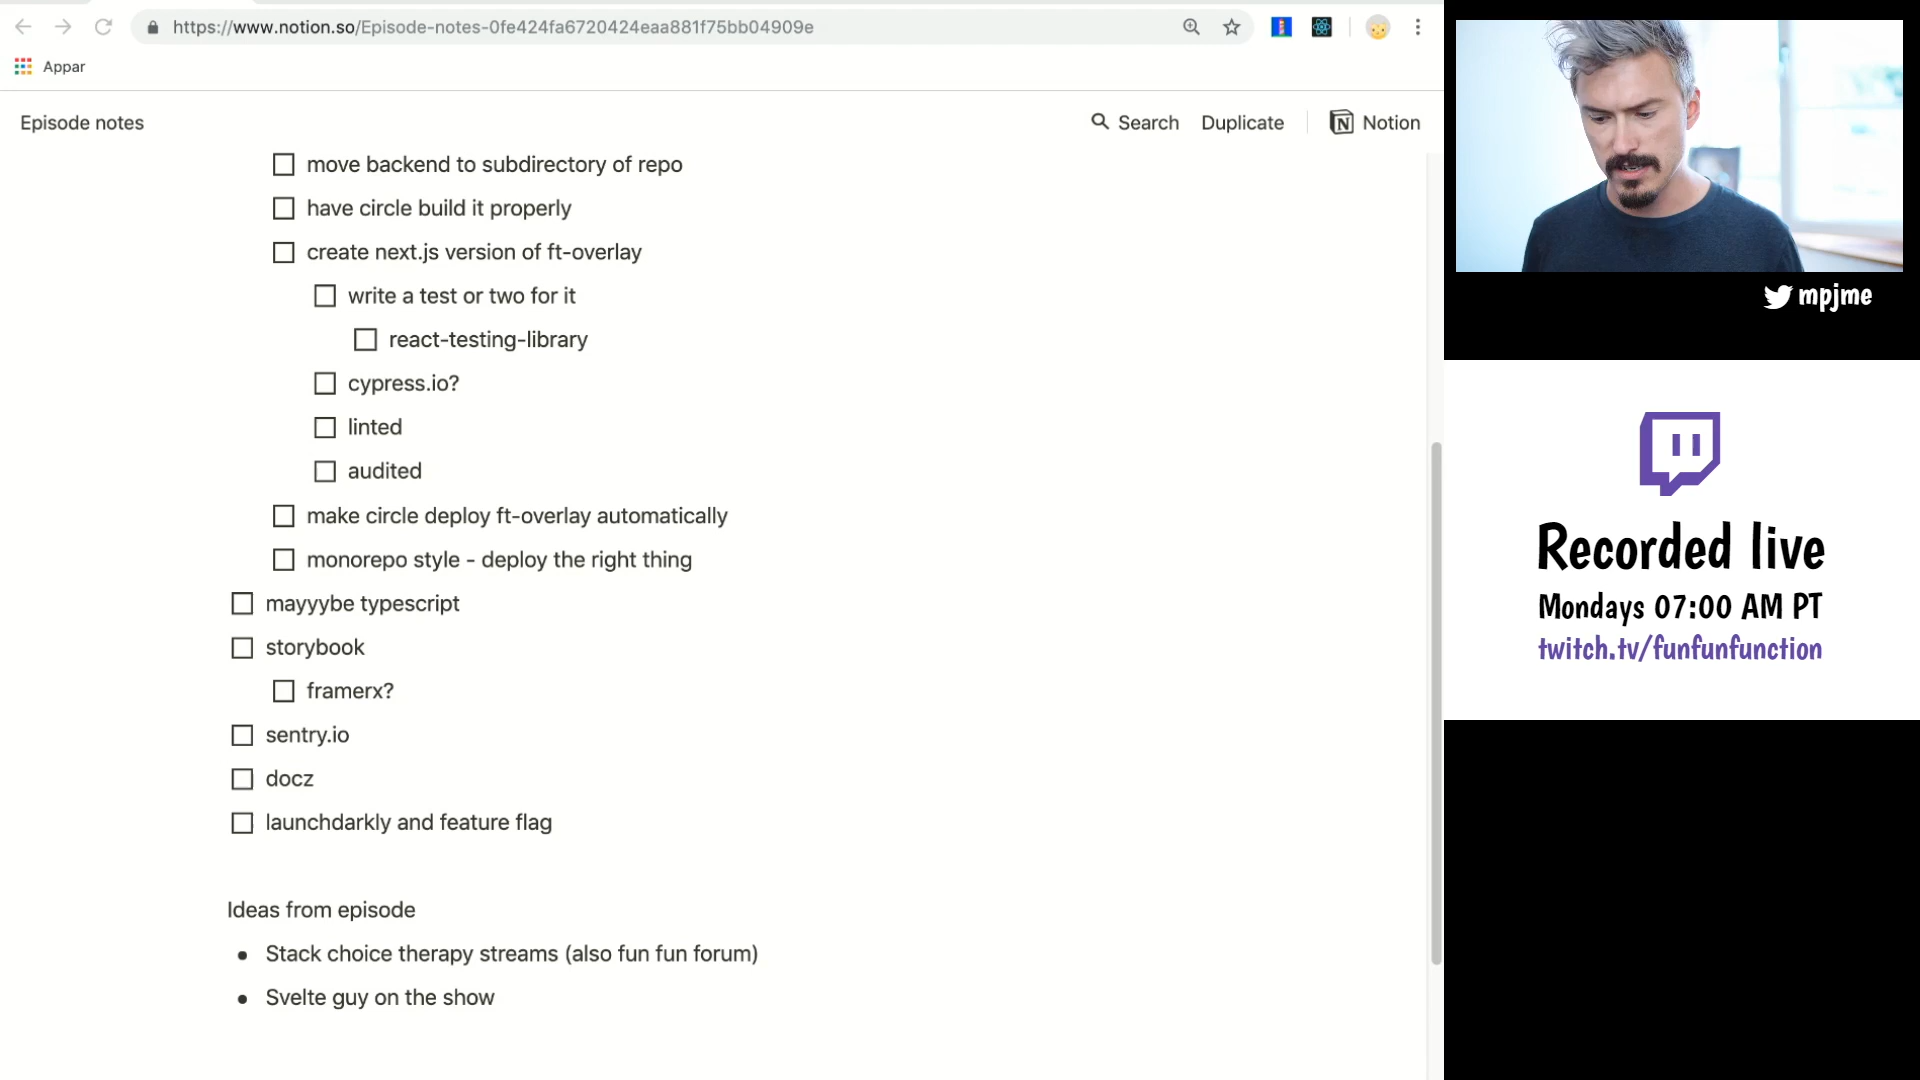 https://www.notion.so/Episode-notes-0fe424fa6720424eaa881f75bb04909e
Appar
Episode notes
Search
Duplicate
Notion
move backend to subdirectory of repo
have circle build it properly
create next.js version of ft-overlay
write a test or two for it
react-testing-library
cypress.io?
linted
audited
make circle deploy ft-overlay automatically
monorepo style - deploy the right thing
mayyybe typescript
storybook
framerx?
sentry.io
docz
launchdarkly and feature flag
Ideas from episode
Stack choice therapy streams (also fun fun forum)
Svelte guy on the show
mpjme
Recorded live
Mondays 07:00 AM PT
twitch.tv/funfunfunction